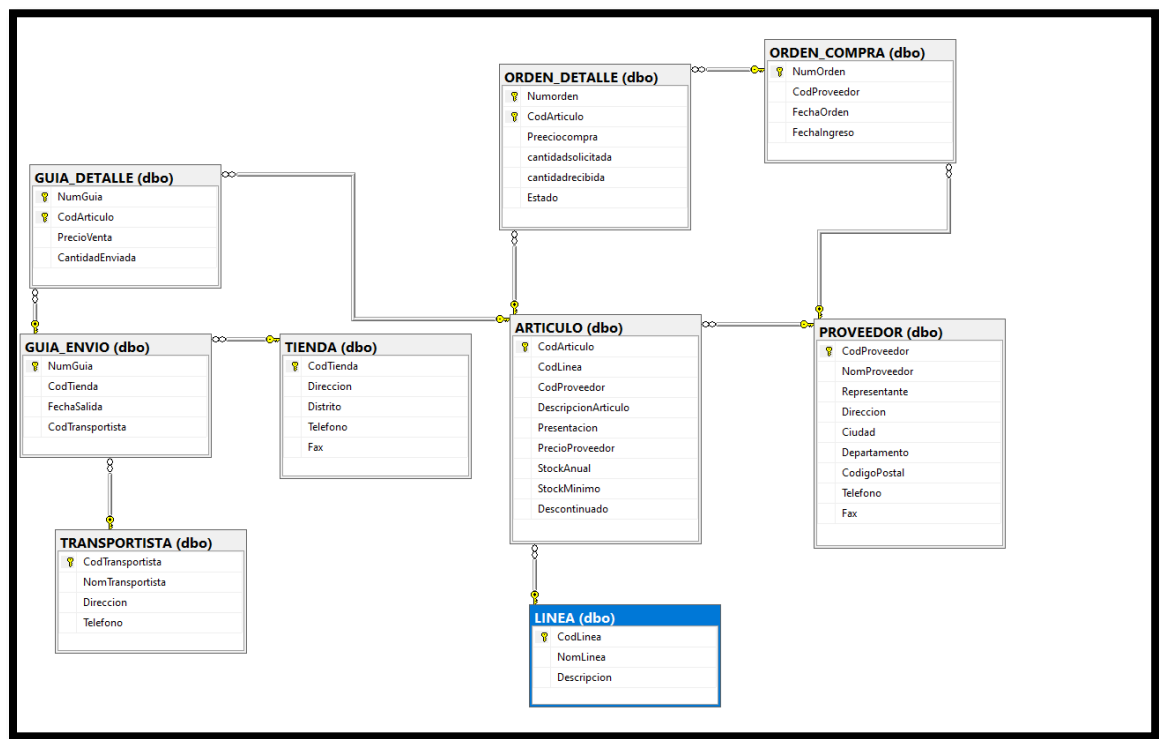 ORDEN_COMPRA (dbo)
NumOrden
CodProveedor
FechaOrden
FechaIngreso
ORDEN_DETALLE (dbo)
Numorden
CodArticulo
Preeciocompra
cantidadsolicitada
cantidadrecibida
Estado
GUIA_DETALLE (dbo)
NumGuia
CodArticulo
PrecioVenta
CantidadEnviada
GUIA_ENVIO (dbo)
NumGuia
CodTienda
FechaSalida
CodTransportista
TIENDA (dbo)
CodTienda
Direccion
Distrito
Telefono
Fax
ARTICULO (dbo)
CodArticulo
CodLinea
CodProveedor
DescripcionArticulo
Presentacion
PrecioProveedor
StockAnual
StockMinimo
Descontinuado
PROVEEDOR (dbo)
CodProveedor
NomProveedor
Representante
Direccion
Ciudad
Departamento
CodigoPostal
Telefono
Fax
TRANSPORTISTA (dbo)
CodTransportista
NomTransportista
Direccion
Telefono
LINEA (dbo)
CodLinea
NomLinea
Descripcion